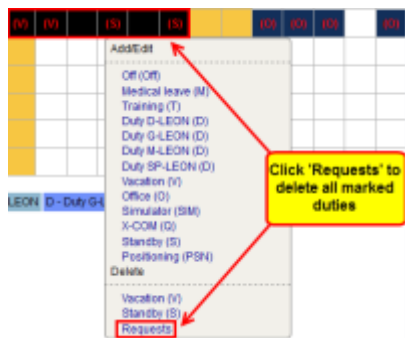 (V) (V) (S) (S) (O) (O) (O) (O)
Add/Edit
Off (Off)
Medical leave (M)
Training (T)
Duty D-LEON (D)
Duty G-LEON (D)
Duty M-LEON (D)
Duty SP-LEON (D)
Vacation (V)
Office (O)
Simulator (SIM)
X-COM (Q)
Standby (S)
Positioning (PSN)
Delete
Vacation (V)
Standby (S)
Requests
Click 'Requests' to
delete all marked
duties
LEON D - Duty G-L